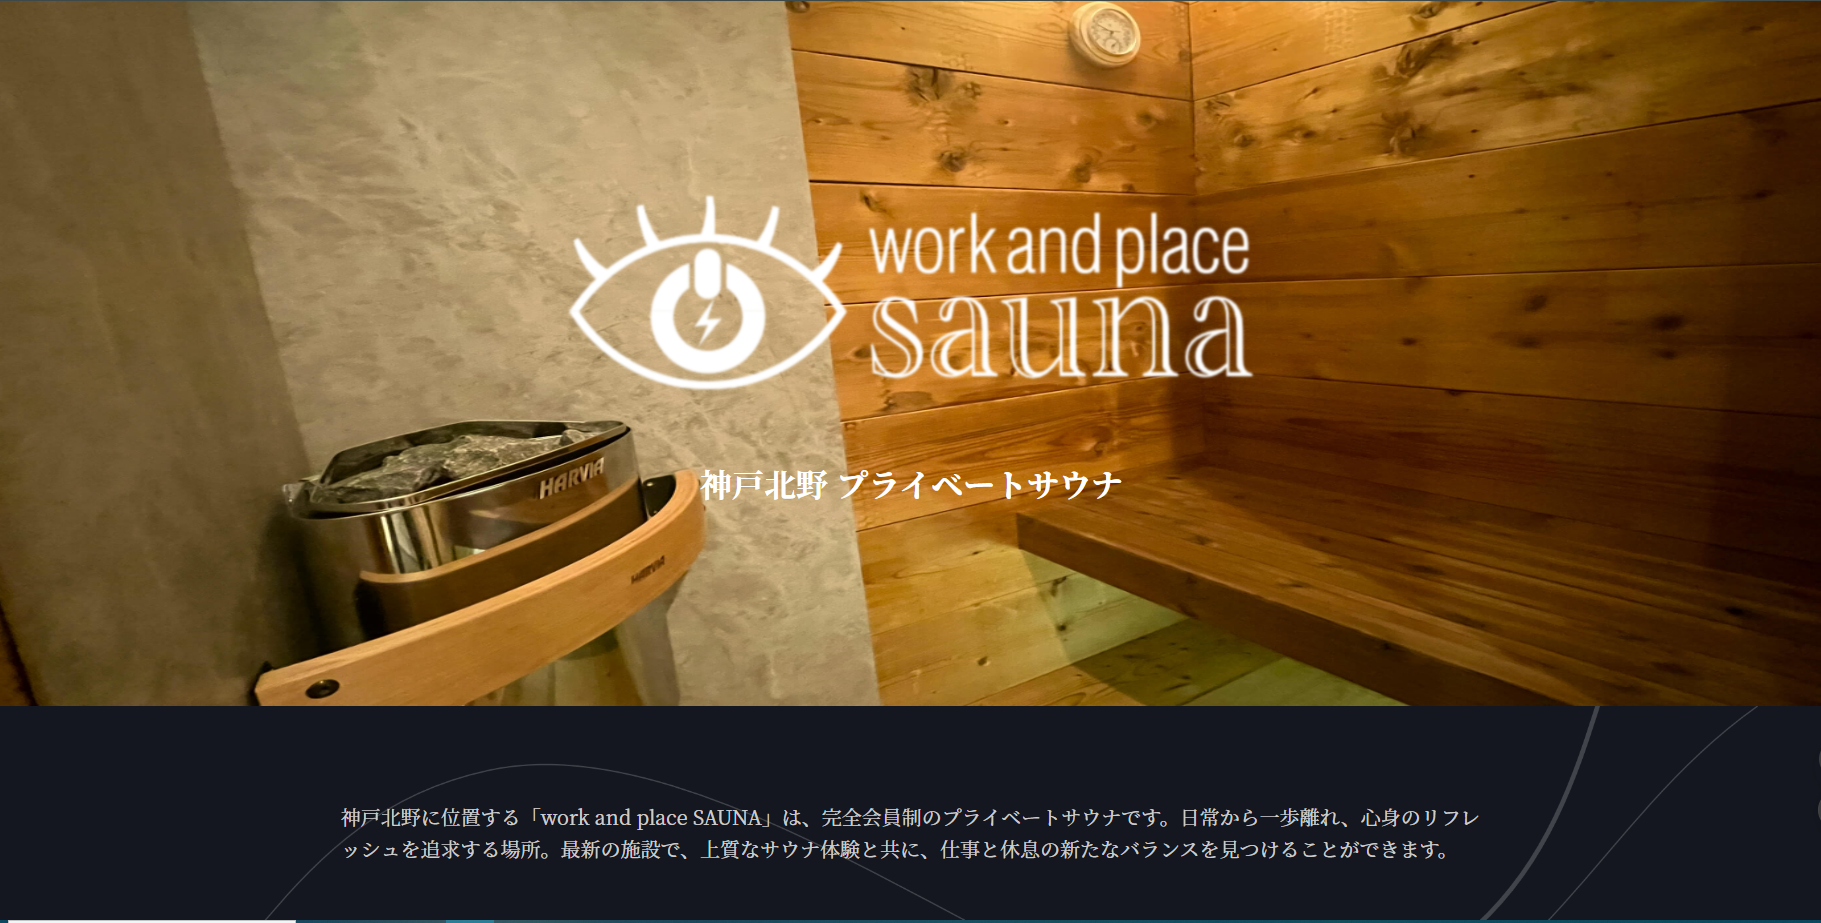 work and place
sauna
HARVIA
神戸北野 プライベートサウナ
HARVIA
神戸北野に位置する「work and place SAUNA」は、完全会員制のプライベートサウナです。日常から一歩離れ、心身のリフレ
ッシュを追求する場所。最新の施設で、上質なサウナ体験と共に、仕事と休息の新たなバランスを見つけることができます。